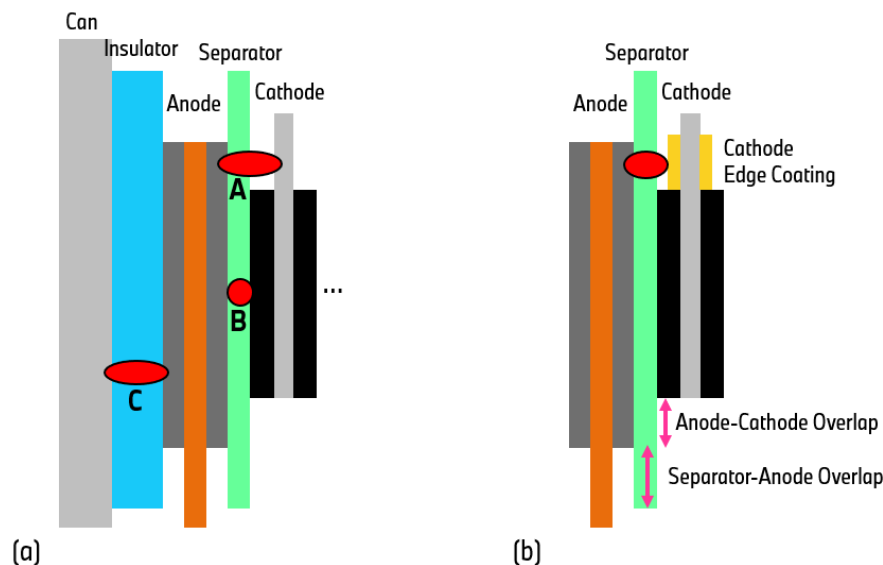 Can
Insulator
Separator
Anode
Cathode
A
B
C
...
(a)
Separator
Anode
Cathode
Cathode
Edge Coating
Anode-Cathode Overlap
Separator-Anode Overlap
(b)